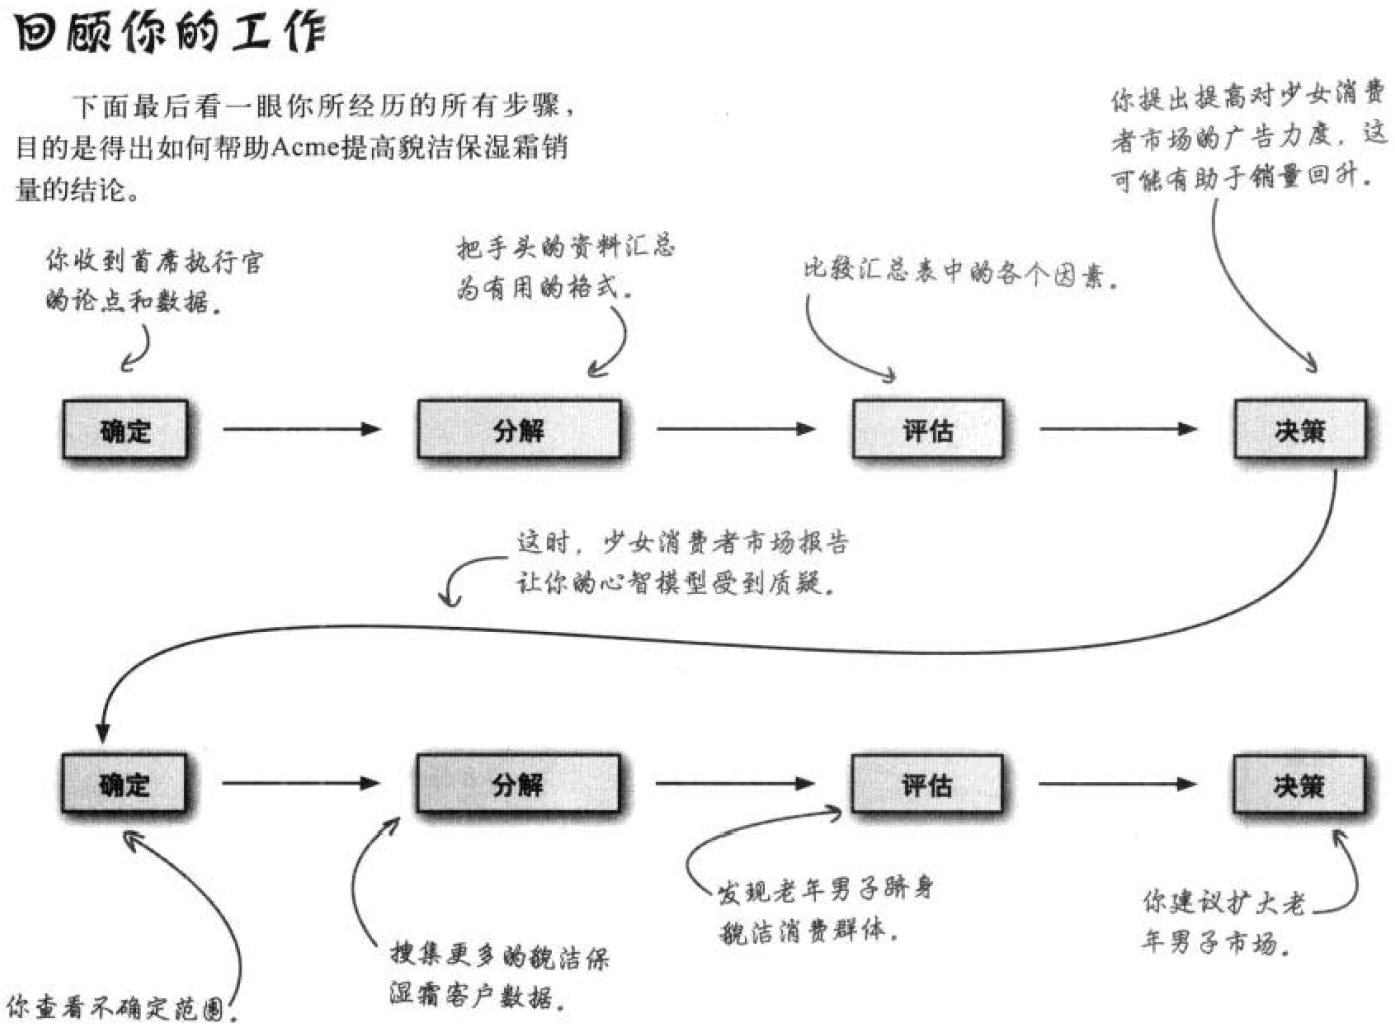 回顾你的工作
下面最后看一眼你所经历的所有步骤，
目的是得出如何帮助Acme提高貌洁保湿霜销
量的结论。
你提出提高对少女消费
者市场的广告力度，这
可能有助于销量回升。
你收到首席执行官
的论点和数据。
把手头的资料汇总
为有用的格式。
比较汇总表中的各个因素。
确定
分解
评估
决策
这时，少女消费者市场报告
让你的心智模型受到质疑。
确定
分解
评估
决策
你查看不确定范围。
搜集更多的貌洁保
湿霜客户数据。
发现老年男子跻身
貌洁消费群体。
你建议扩大老
年男子市场。